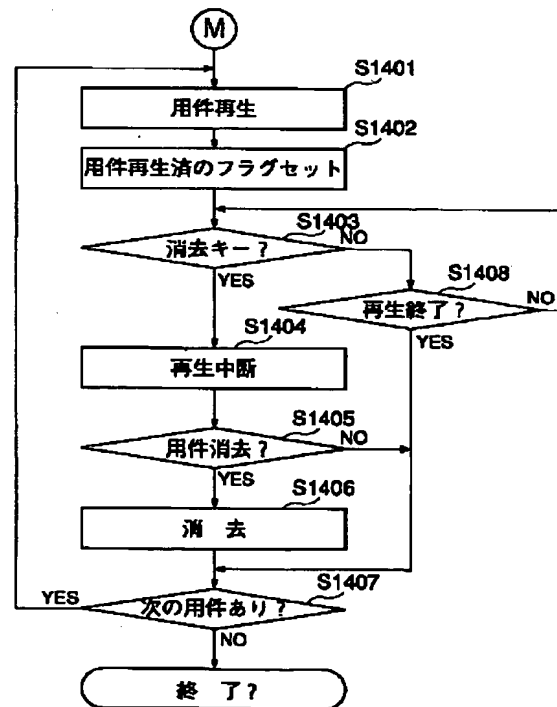 M
S1401
用件再生
S1402
用件再生済のフラグセット
S1403
消去キー?
NO
YES
S1408
再生終了?
NO
YES
S1404
再生中断
S1405
用件消去?
NO
YES
S1406
消 去
S1407
次の用件あり?
YES
NO
終 了?